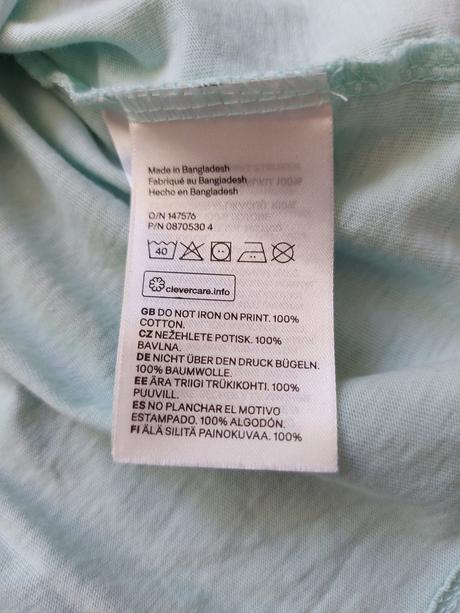 Made in Bangladesh
Fabriqué au Bangladesh
Hecho en Bangladesh
O/N 147576
P/N 0870530 4
40
clevercare.info
GB DO NOT IRON ON PRINT. 100%
COTTON.
CZ NEŽEHLETE POTISK. 100%
BAVLNA.
DE NICHT ÜBER DEN DRUCK BÜGELN.
100% BAUMWOLLE.
EE ÄRA TRIIGI TRÜKIKOHTI. 100%
PUUVILL.
ES NO PLANCHAR EL MOTIVO
ESTAMPADO. 100% ALGODÓN.
FI ÄLÄ SILITÄ PAINOKUVAA. 100%